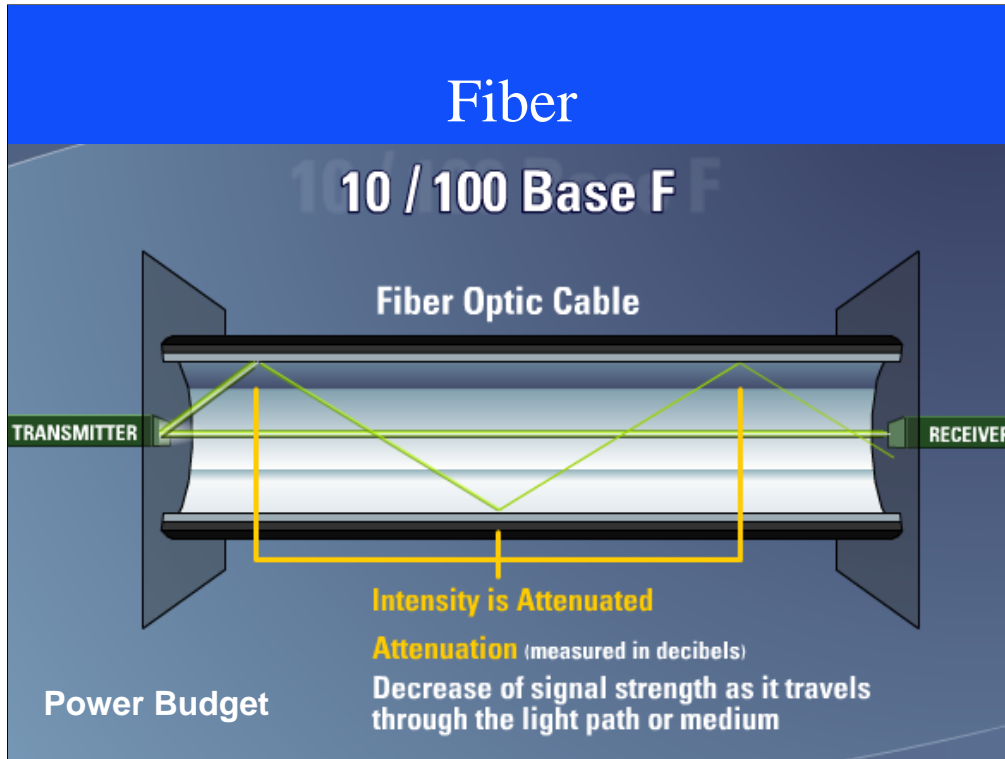 Fiber
10 / 100 Base F
Fiber Optic Cable
TRANSMITTER
RECEIVER
Intensity is Attenuated
Attenuation (measured in decibels)
Decrease of signal strength as it travels
through the light path or medium
Power Budget